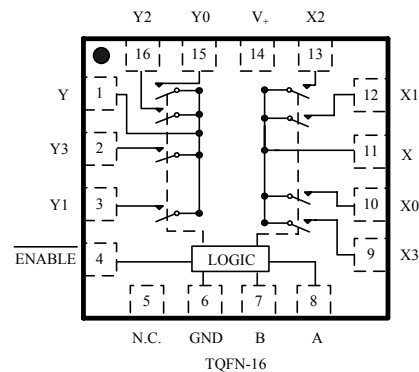 Y2 Y0 V+ X2
16 15 14 13
Y 1 12 X1
Y3 2 11 X
Y1 3 10 X0
ENABLE 4 LOGIC 9 X3
5 6 7 8
N.C. GND B A
TQFN-16